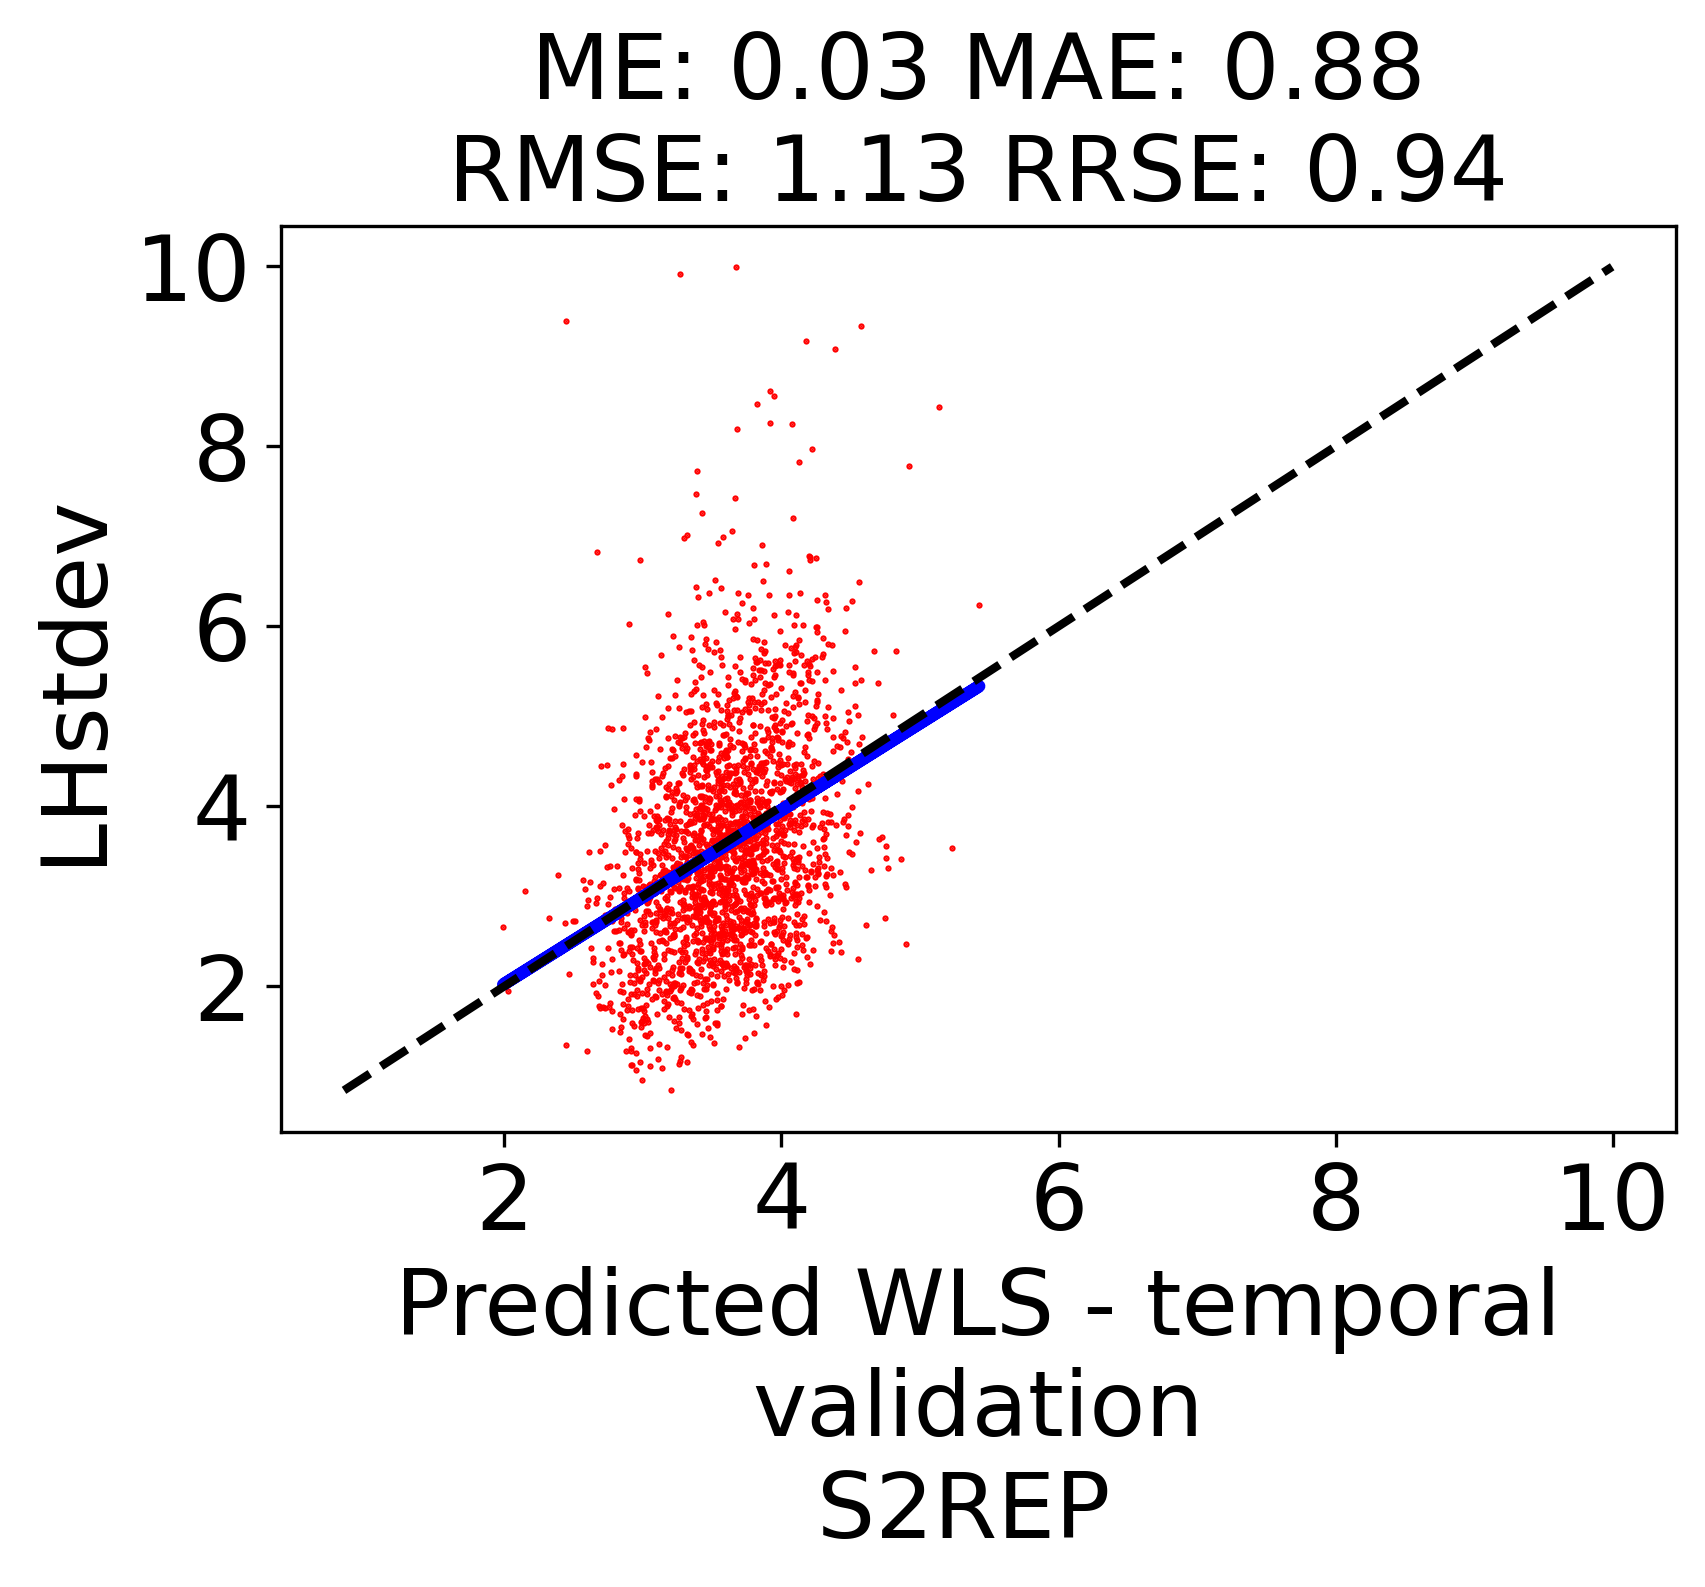 ME: 0.03 MAE: 0.88
RMSE: 1.13 RRSE: 0.94
LHstdev
10
8
6
4
2
2 4 6 8 10
Predicted WLS - temporal
validation
S2REP